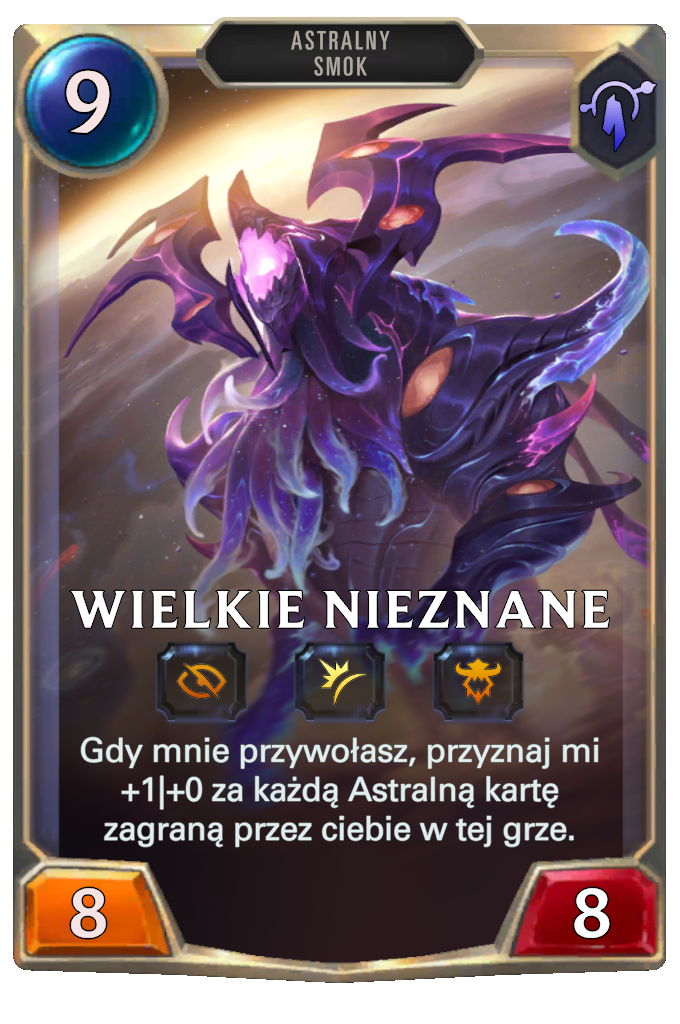 ASTRALNY
SMOK
9
WIELKIE NIEZNANE
Gdy mnie przywołasz, przyznaj mi
+1|+0 za każdą Astralną kartę
zagraną przez ciebie w tej grze.
8
8